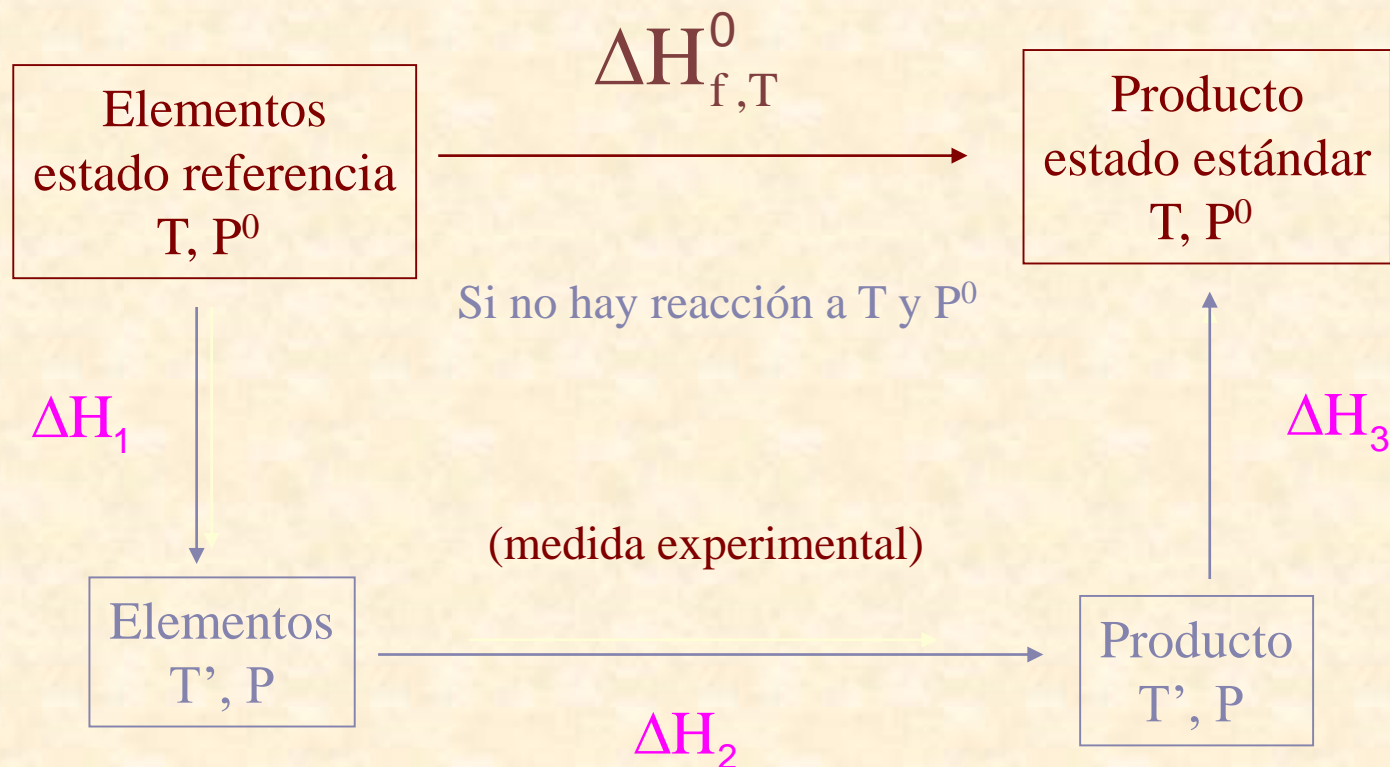 ΔH⁰f,T
Elementos
estado referencia
T, P⁰
Producto
estado estándar
T, P⁰
Si no hay reacción a T y P⁰
ΔH₁
ΔH₃
(medida experimental)
Elementos
T’, P
Producto
T’, P
ΔH₂